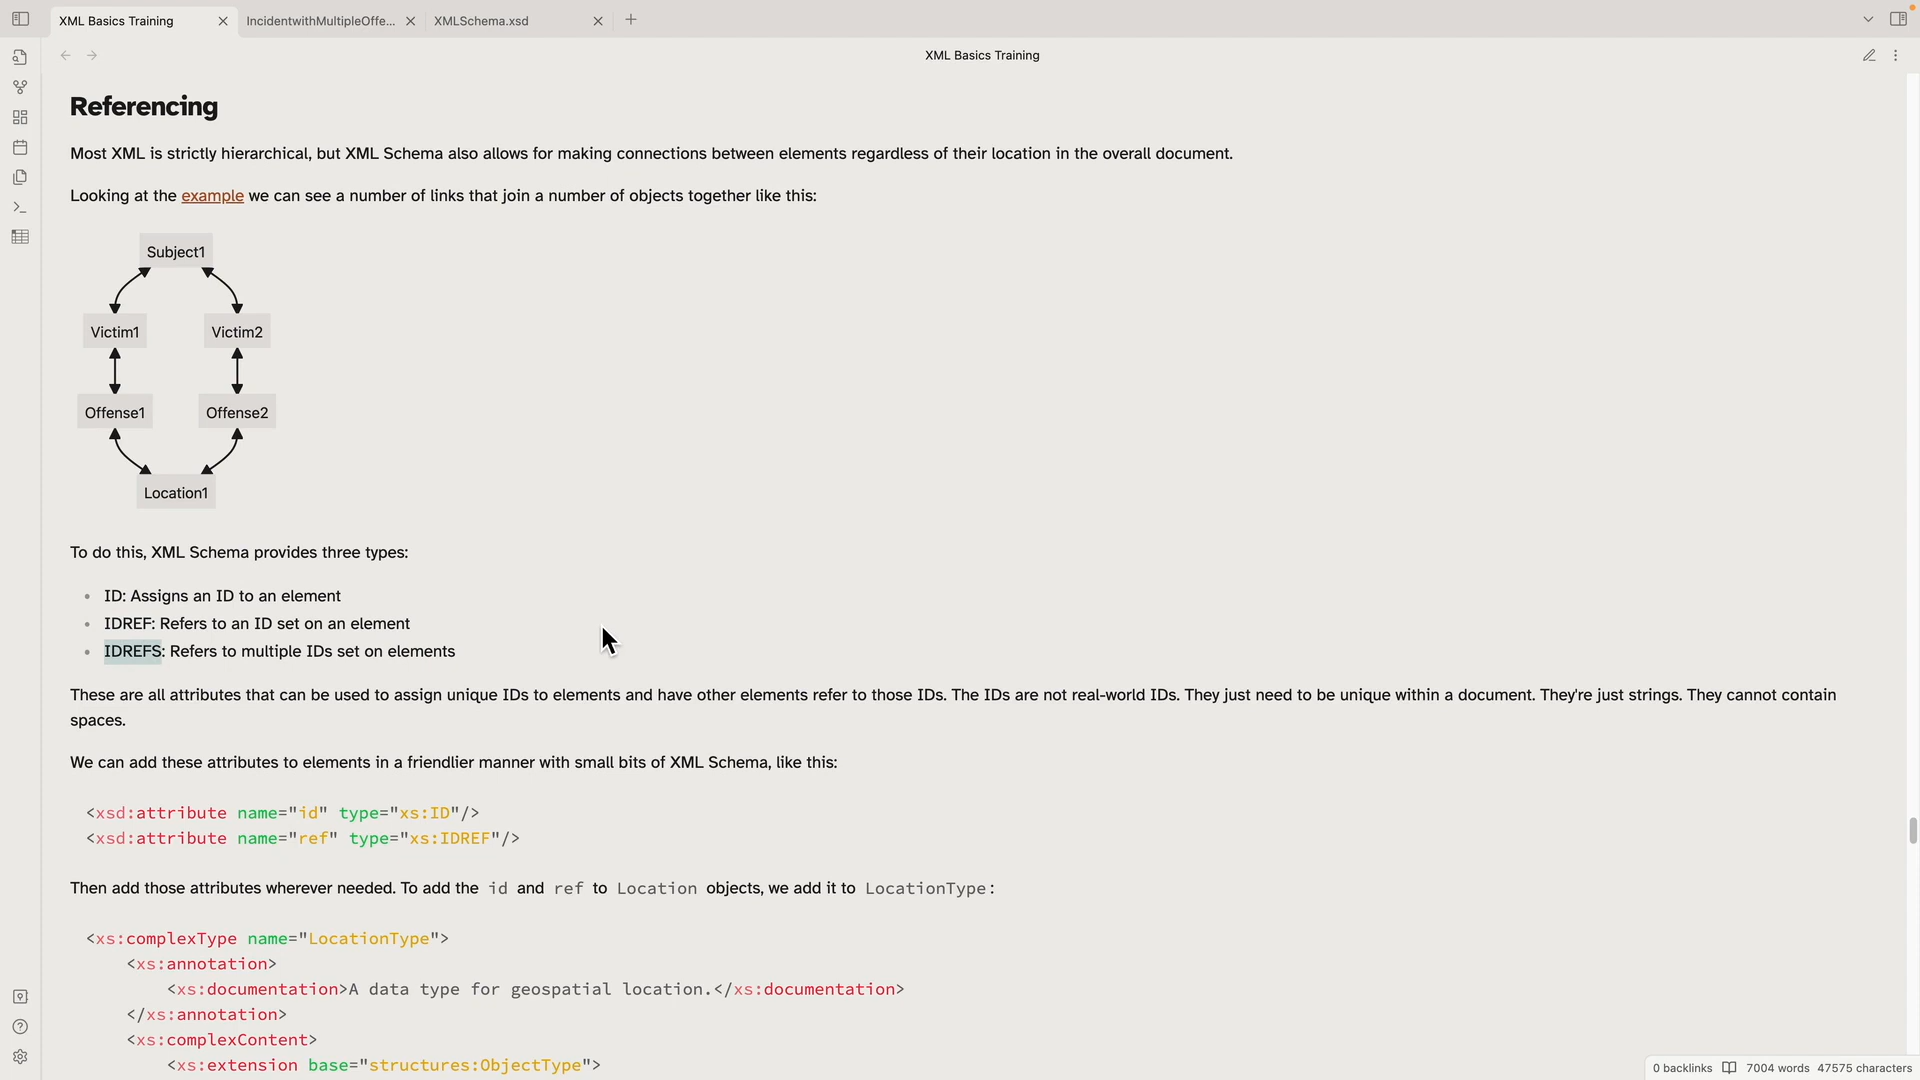 XML Basics Training
IncidentwithMultipleOffe...
XMLSchema.xsd
XML Basics Training
Referencing
Most XML is strictly hierarchical, but XML Schema also allows for making connections between elements regardless of their location in the overall document.
Looking at the example we can see a number of links that join a number of objects together like this:
Subject1
Victim1 Victim2
Offense1 Offense2
Location1
To do this, XML Schema provides three types:
• ID: Assigns an ID to an element
• IDREF: Refers to an ID set on an element
• IDREFS: Refers to multiple IDs set on elements
These are all attributes that can be used to assign unique IDs to elements and have other elements refer to those IDs. The IDs are not real-world IDs. They just need to be unique within a document. They're just strings. They cannot contain
spaces.
We can add these attributes to elements in a friendlier manner with small bits of XML Schema, like this:
<xsd:attribute name="id" type="xs:ID"/>
<xsd:attribute name="ref" type="xs:IDREF"/>
Then add those attributes wherever needed. To add the id and ref to Location objects, we add it to LocationType:
<xs:complexType name="LocationType">
<xs:annotation>
<xs:documentation>A data type for geospatial location.</xs:documentation>
</xs:annotation>
<xs:complexContent>
<xs:extension base="structures:ObjectType">
0 backlinks 7004 words 47575 characters